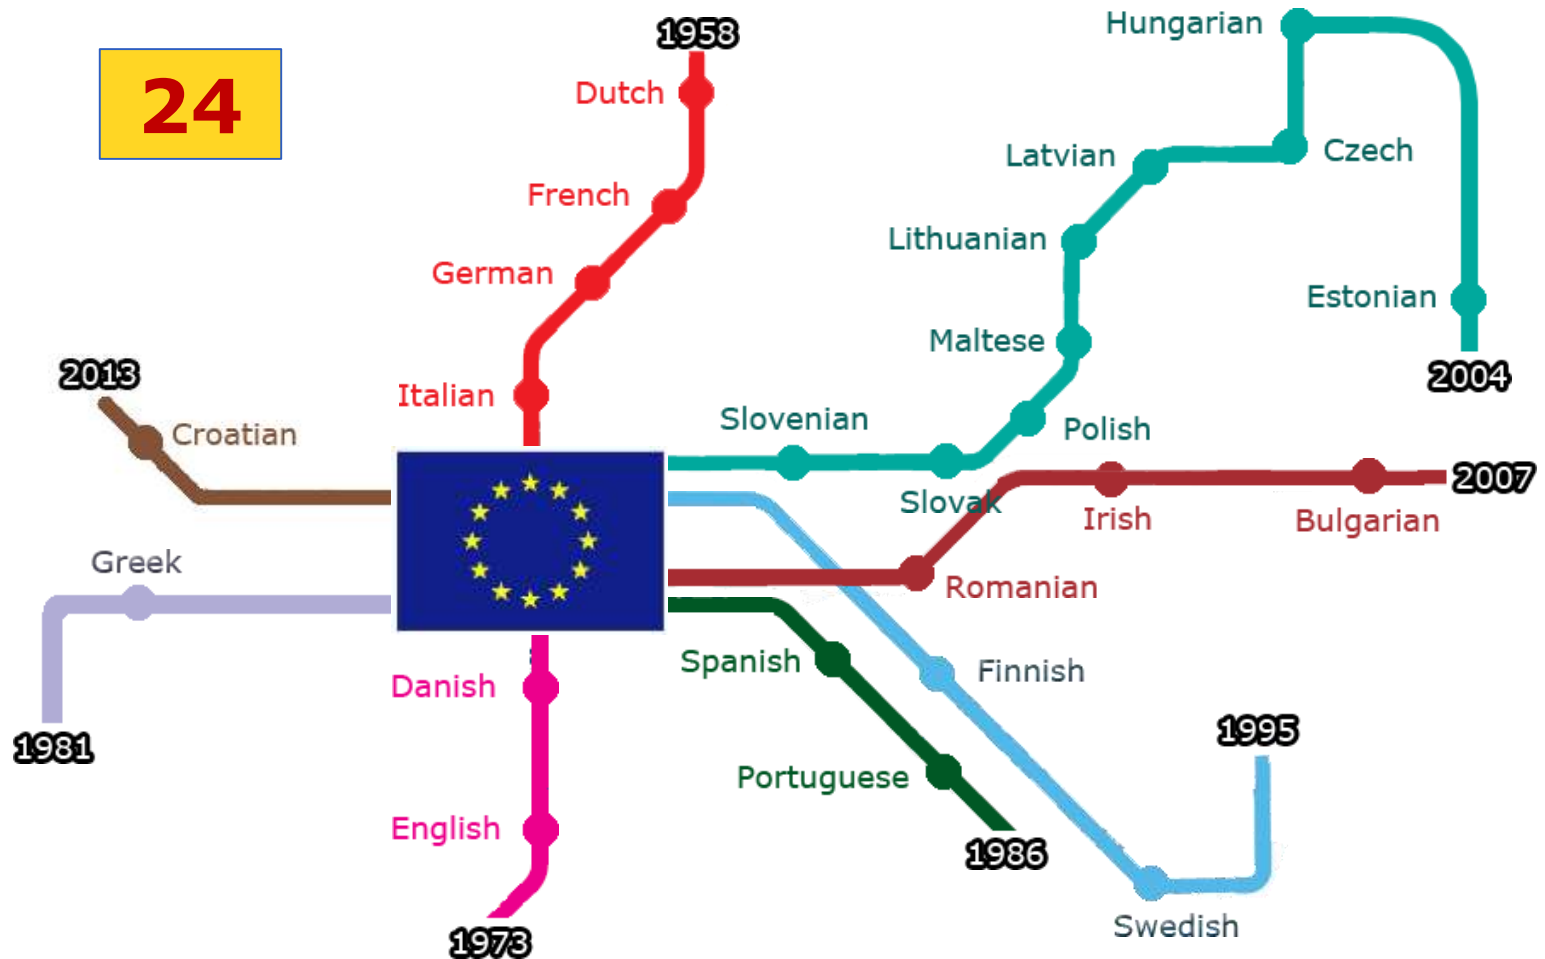 24
1958
Dutch
French
German
Italian
Hungarian
Czech
Latvian
Lithuanian
Estonian
Maltese
2004
Polish
Slovenian
Slovak
2013
Croatian
2007
Irish
Bulgarian
Romanian
Greek
1981
Danish
English
1973
Spanish
Portuguese
1986
Finnish
1995
Swedish